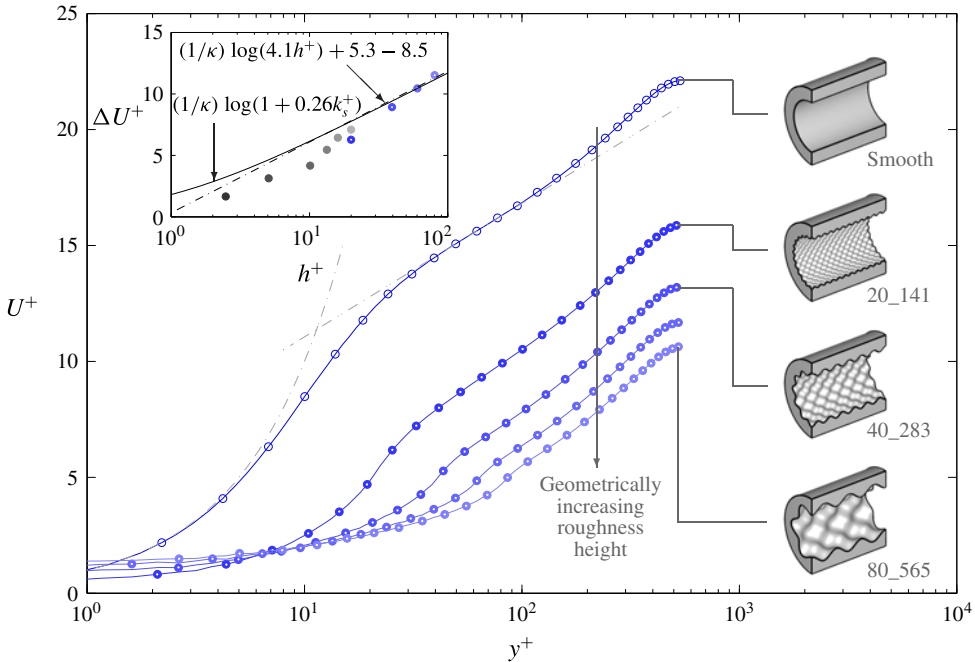 25
20
15
10
5
0
U⁺
10⁰
10¹
10²
10³
10⁴
y⁺
15
10
5
0
ΔU⁺
10⁰
10¹
10²
h⁺
(1/κ) log(4.1h⁺) + 5.3 – 8.5
(1/κ) log(1 + 0.26kₛ⁺)
Geometrically
increasing
roughness
height
Smooth
20_141
40_283
80_565